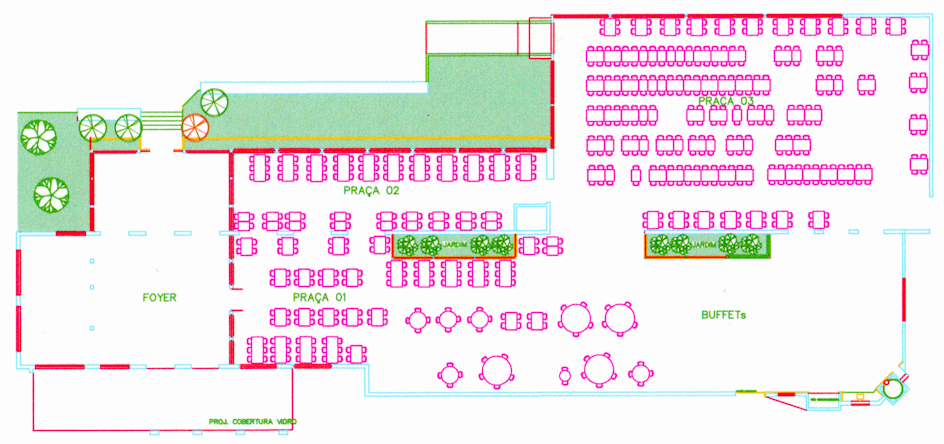 PRAÇA 03
PRAÇA 02
JARDIM
JARDIM
FOYER
PRAÇA 01
BUFFETs
PROJ. COBERTURA VIDRO